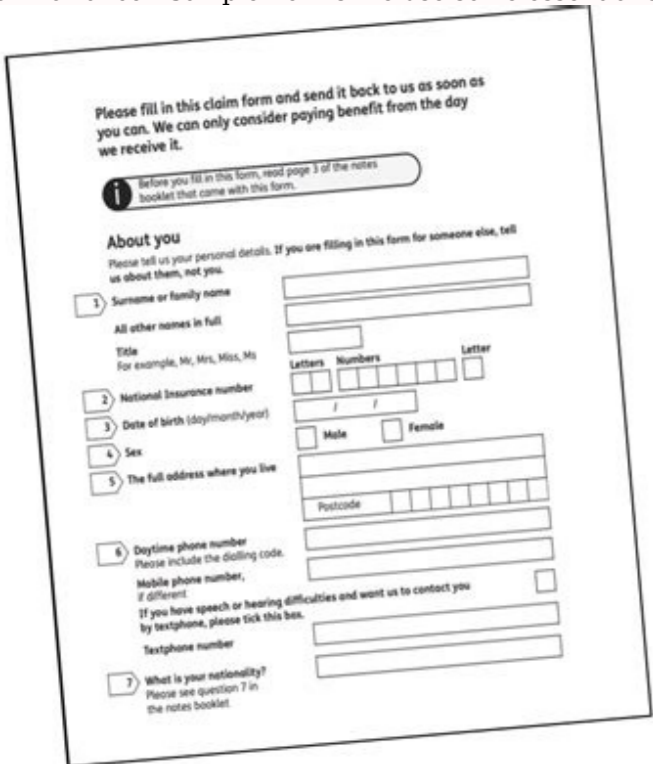 Please fill in this claim form and send it back to us as soon as
you can. We can only consider paying benefit from the day
we receive it.
i
Before you fill in this form, read page 3 of the notes
booklet that came with this form.
About you
Please tell us your personal details. If you are filling in this form for someone else, tell
us about them, not you.
1 Surname or family name
All other names in full
Title
For example, Mr, Mrs, Miss, Ms
Letters Numbers Letter
2 National Insurance number
3 Date of birth (day/month/year) / /
4 Sex Male Female
5 The full address where you live
Postcode
6 Daytime phone number
Please include the dialling code.
Mobile phone number,
if different
If you have speech or hearing difficulties and want us to contact you
by textphone, please tick this box.
Textphone number
7 What is your nationality?
Please see question 7 in
the notes booklet